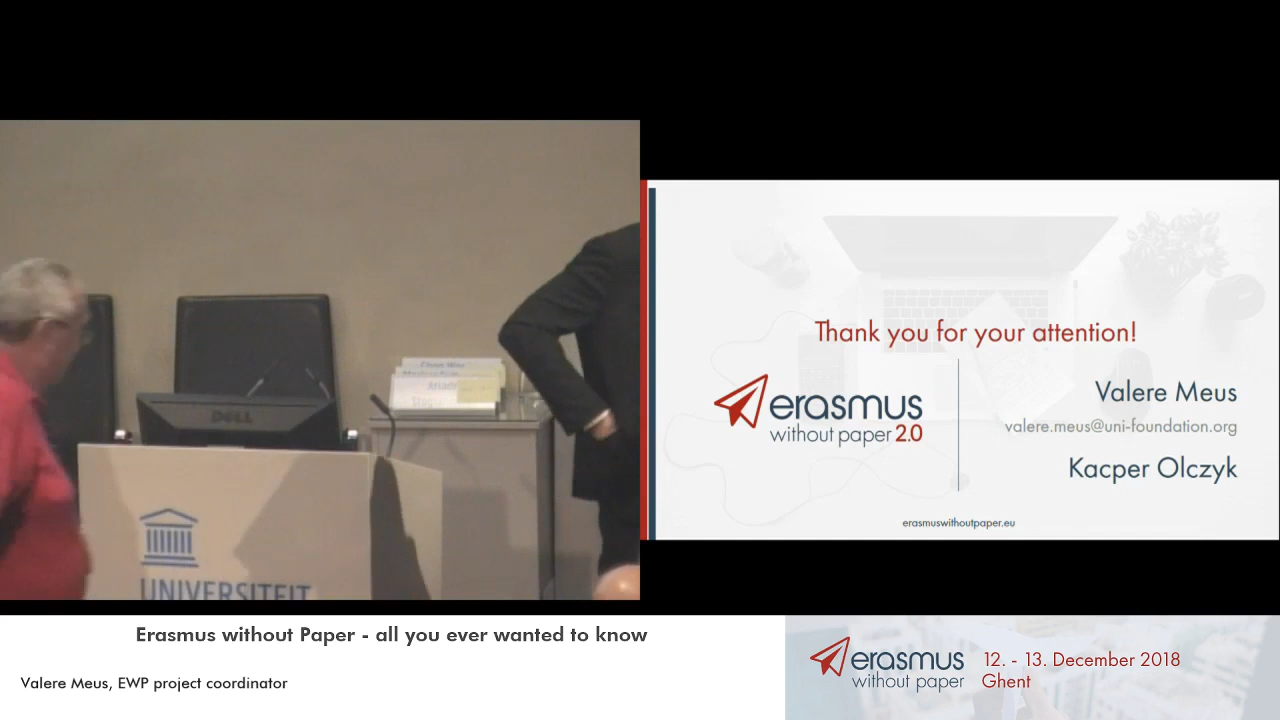 DELL
UNIVERSITEIT
Thank you for your attention!
erasmus
without paper 2.0
Valere Meus
valere.meus@uni-foundation.org
Kacper Olczyk
erasmuswithoutpaper.eu
Erasmus without Paper - all you ever wanted to know
Valere Meus, EWP project coordinator
erasmus
without paper
12. - 13. December 2018
Ghent